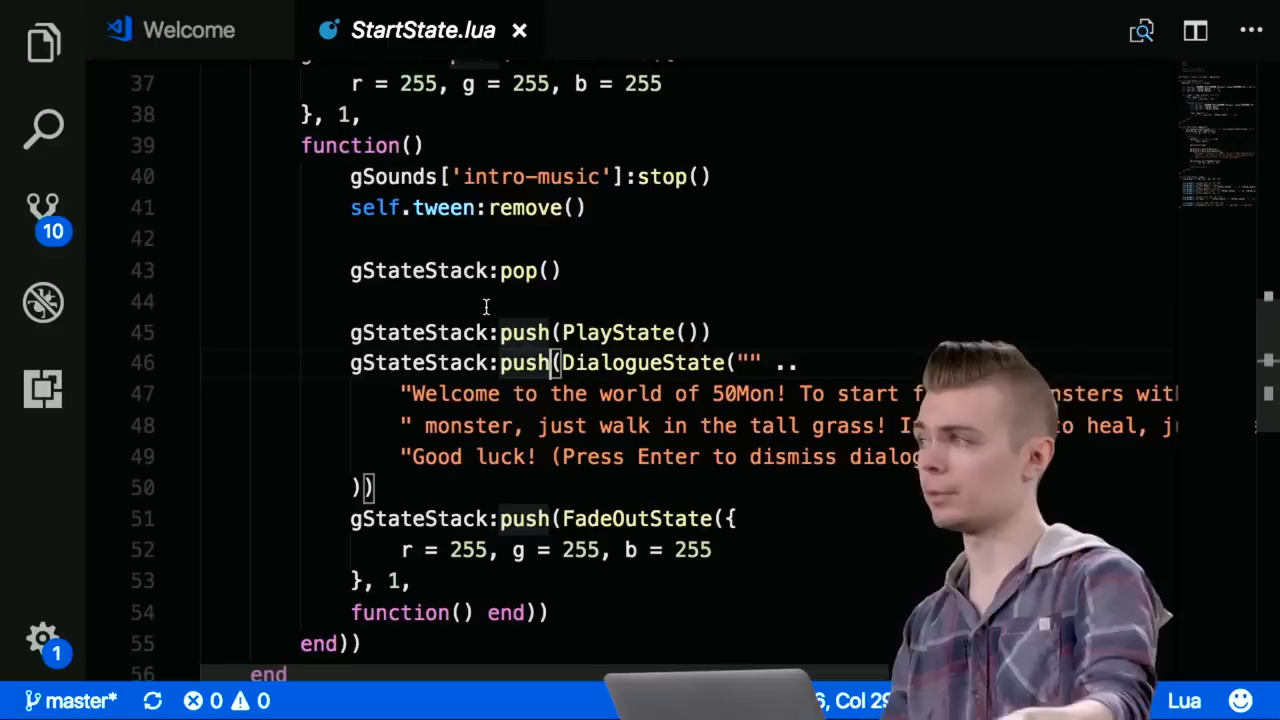 Welcome
StartState.lua
37 r = 255, g = 255, b = 255
38 }, 1,
39 function()
40 gSounds['intro-music']:stop()
41 self.tween:remove()
42
43 gStateStack:pop()
44
45 gStateStack:push(PlayState())
46 gStateStack:push(DialogueState("" ..
47 "Welcome to the world of 50Mon! To start
48 " monster, just walk in the tall grass! to heal,
49 "Good luck! (Press Enter to dismiss
50 ))
51 gStateStack:push(FadeOutState({
52 r = 255, g = 255, b = 255
53 }, 1,
54 function() end))
55 end))
56 end
10
1
master* 0 0 Col Lua